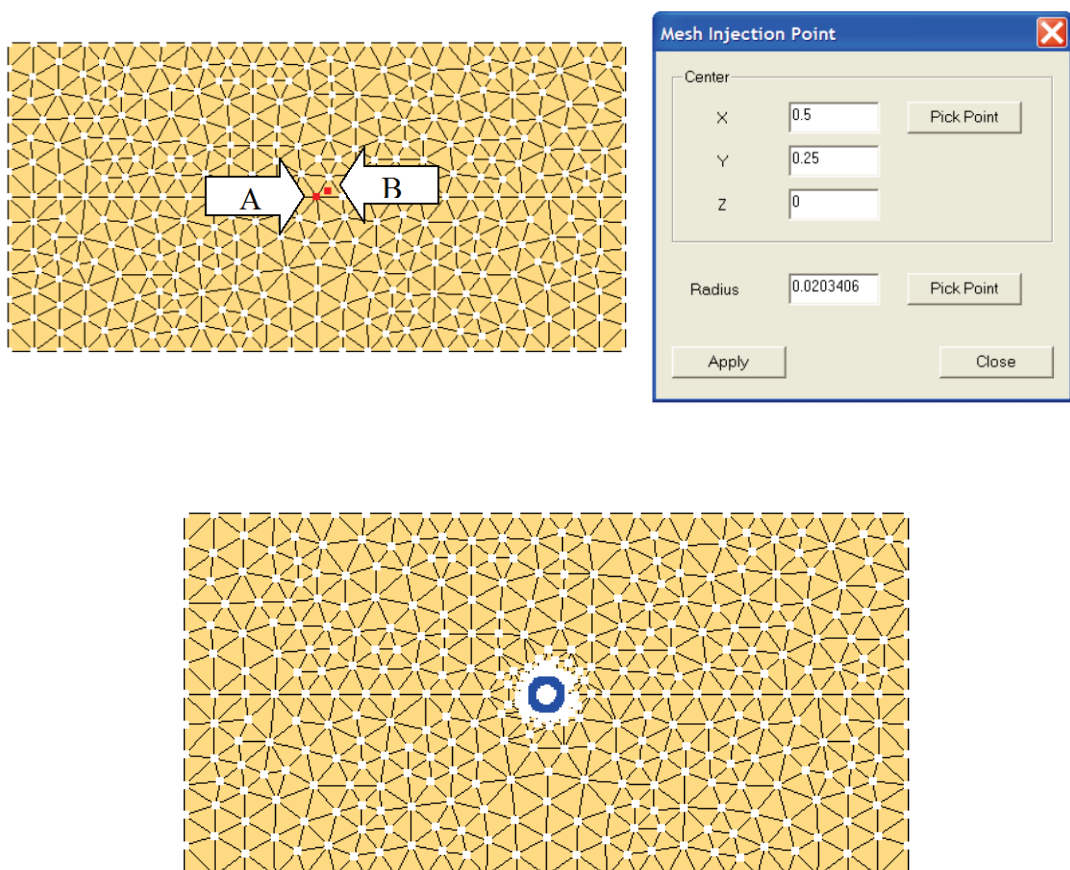 A
B
Mesh Injection Point
Center
X 0.5 Pick Point
Y 0.25
Z 0
Radius 0.0203406 Pick Point
Apply Close